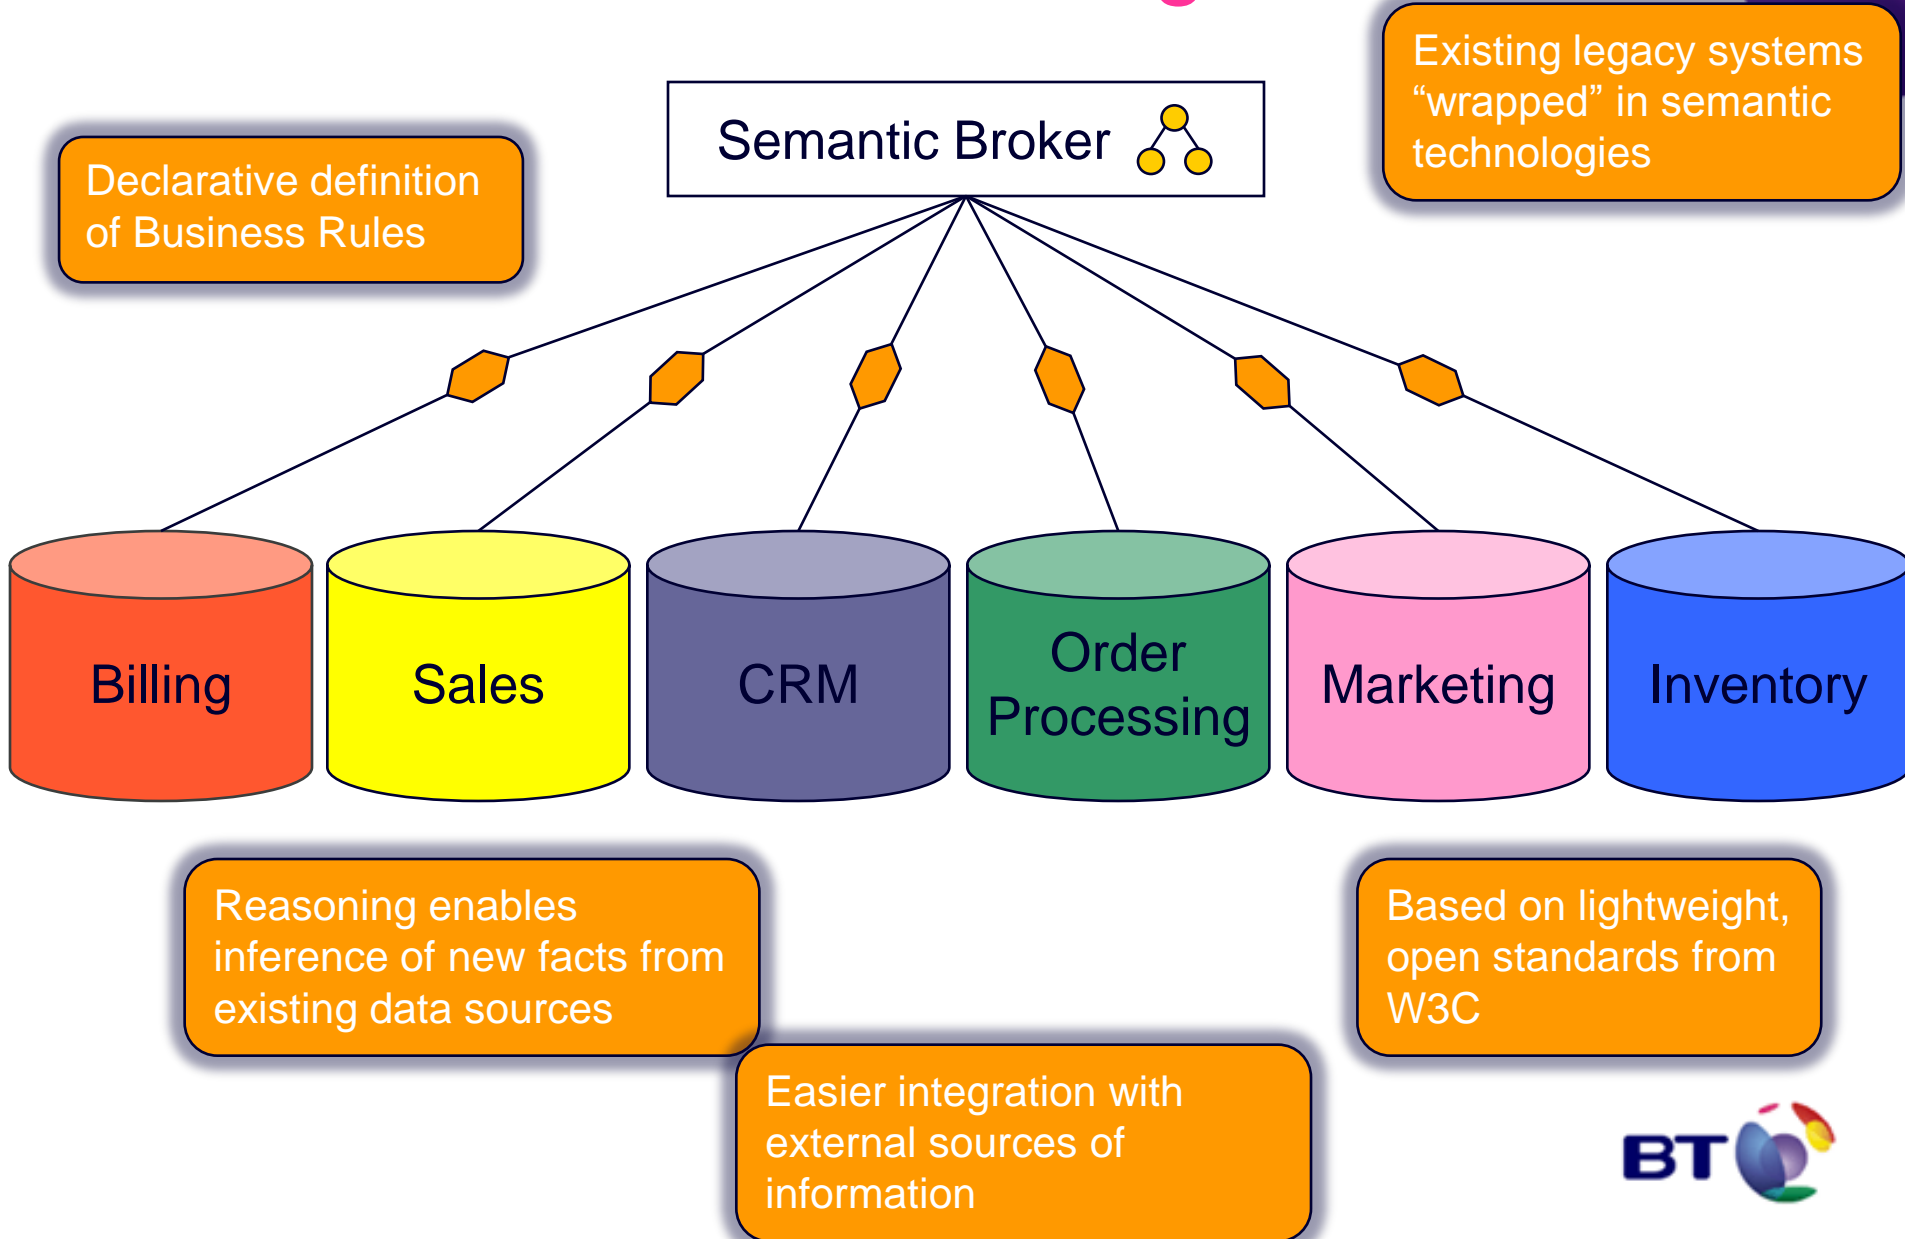 Existing legacy systems
“wrapped” in semantic
technologies
Semantic Broker
Declarative definition
of Business Rules
Billing
Sales
CRM
Order
Processing
Marketing
Inventory
Reasoning enables
inference of new facts from
existing data sources
Based on lightweight,
open standards from
W3C
Easier integration with
external sources of
information
BT